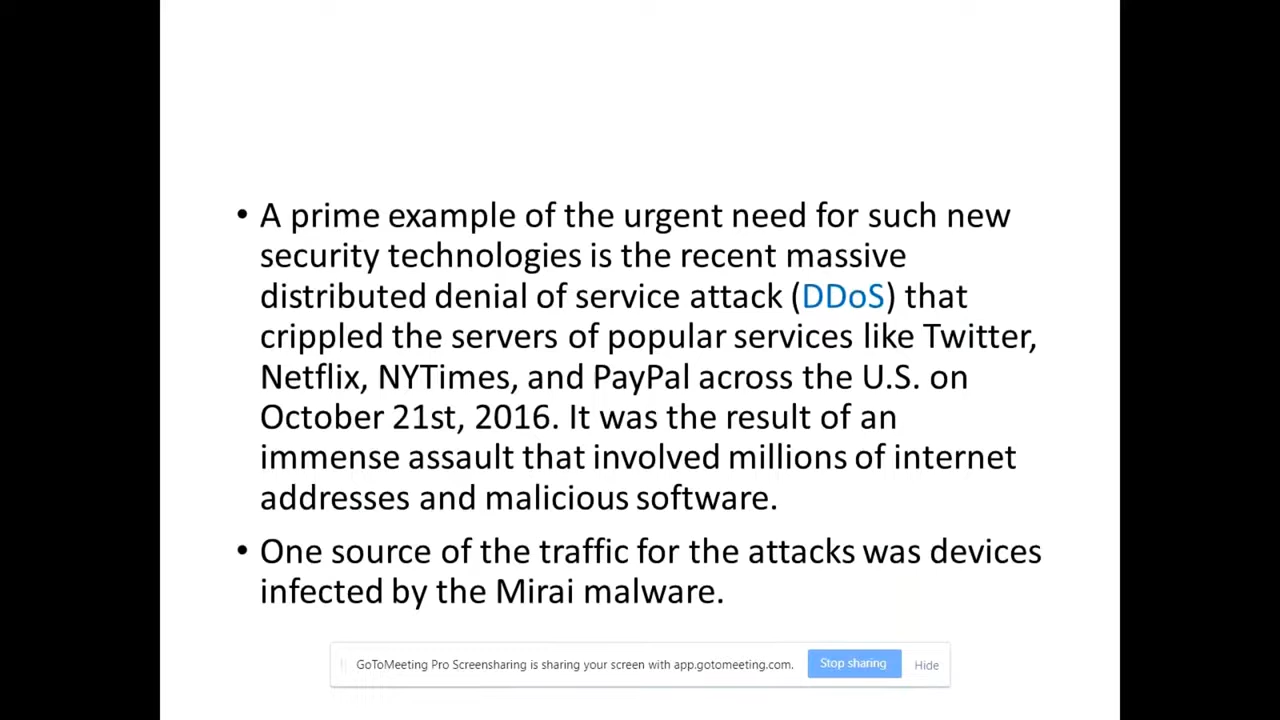 • A prime example of the urgent need for such new
security technologies is the recent massive
distributed denial of service attack (DDoS) that
crippled the servers of popular services like Twitter,
Netflix, NYTimes, and PayPal across the U.S. on
October 21st, 2016. It was the result of an
immense assault that involved millions of internet
addresses and malicious software.
• One source of the traffic for the attacks was devices
infected by the Mirai malware.
GoToMeeting Pro Screensharing is sharing your screen with app.gotomeeting.com. Stop sharing Hide